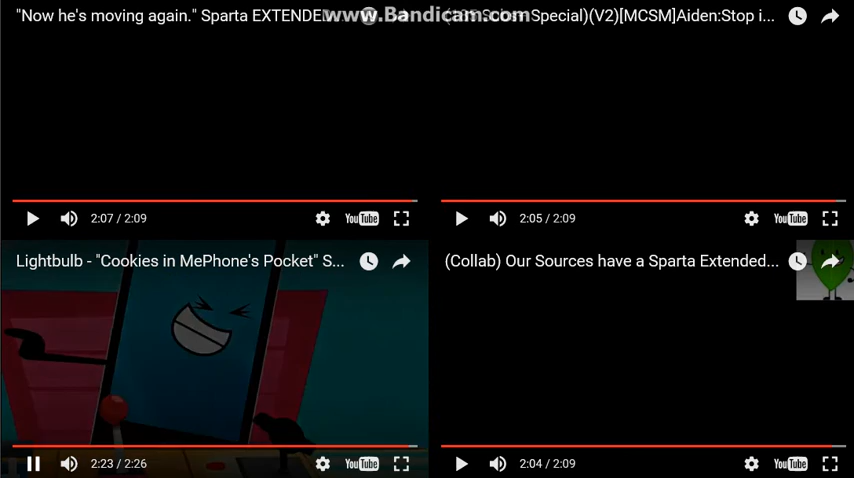 "Now he's moving again." Sparta EXTENDED
www.Bandicam.com
Special)(V2)[MCSM]Aiden:Stop i...
2:07 / 2:09
YouTube
2:05 / 2:09
YouTube
Lightbulb - "Cookies in MePhone's Pocket" S...
(Collab) Our Sources have a Sparta Extended...
2:23 / 2:26
YouTube
2:04 / 2:09
YouTube